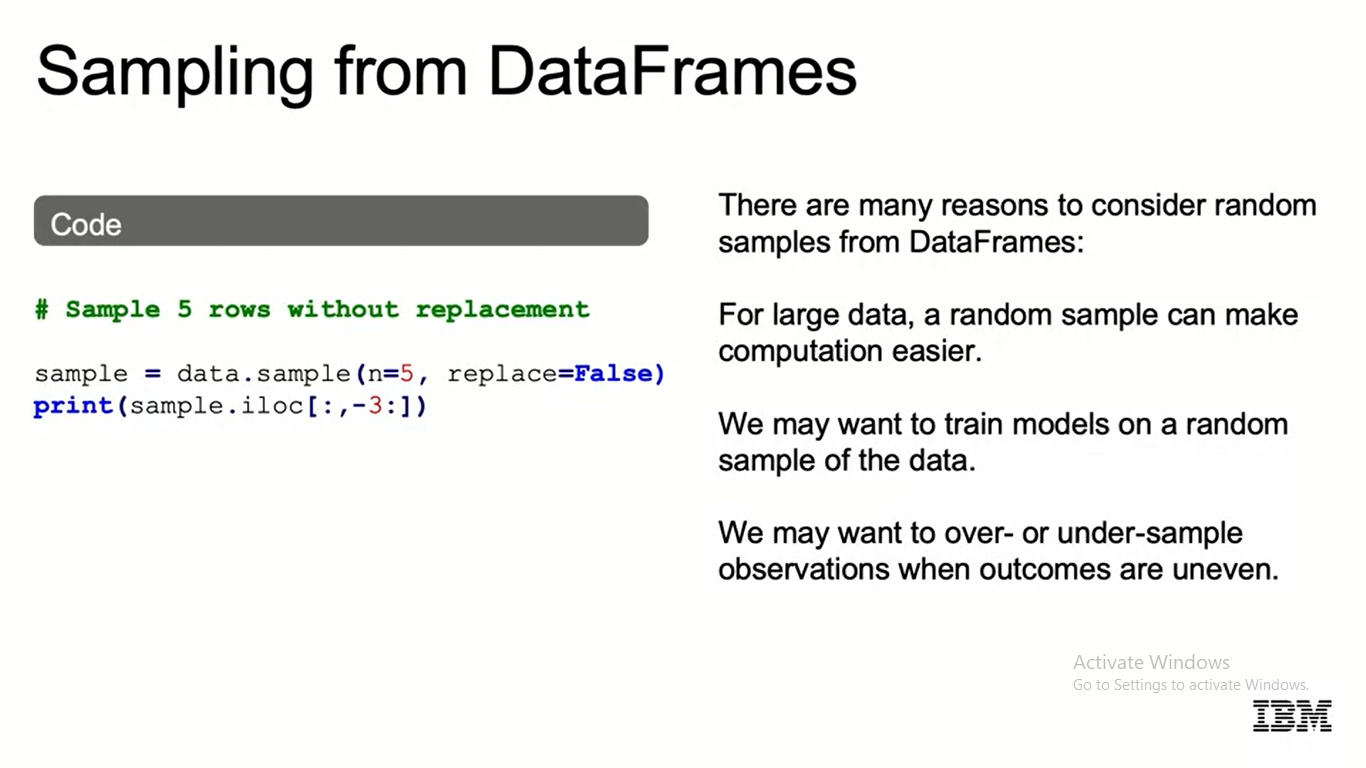 Sampling from DataFrames
Code
# Sample 5 rows without replacement
sample = data.sample(n=5, replace=False)
print(sample.iloc[:,-3:])
There are many reasons to consider random
samples from DataFrames:
For large data, a random sample can make
computation easier.
We may want to train models on a random
sample of the data.
We may want to over- or under-sample
observations when outcomes are uneven.
Activate Windows
Go to Settings to activate Windows.
IBM